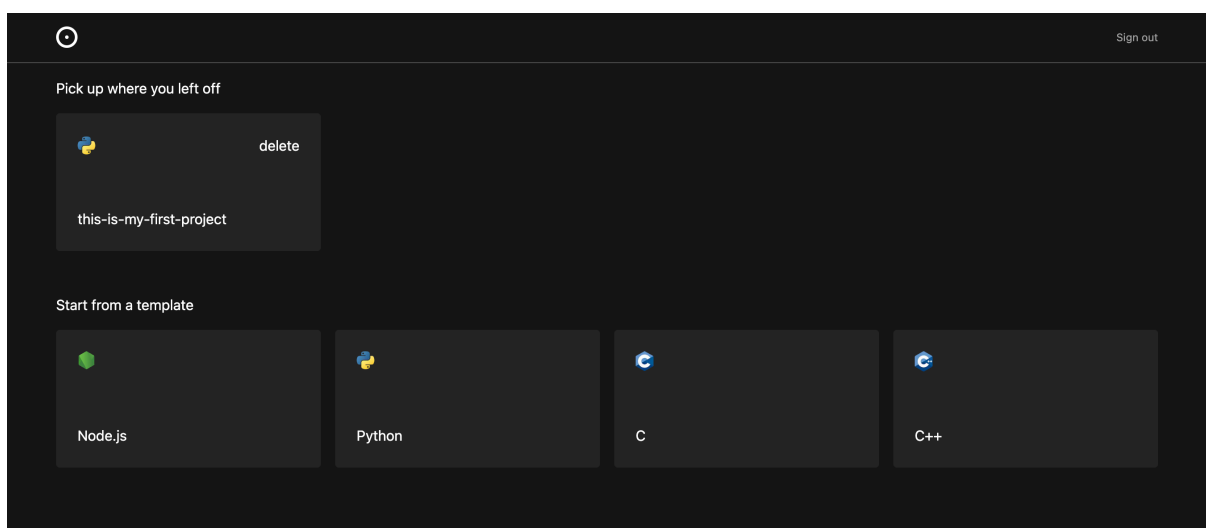 Sign out
Pick up where you left off
delete
this-is-my-first-project
Start from a template
Node.js
Python
C
C++